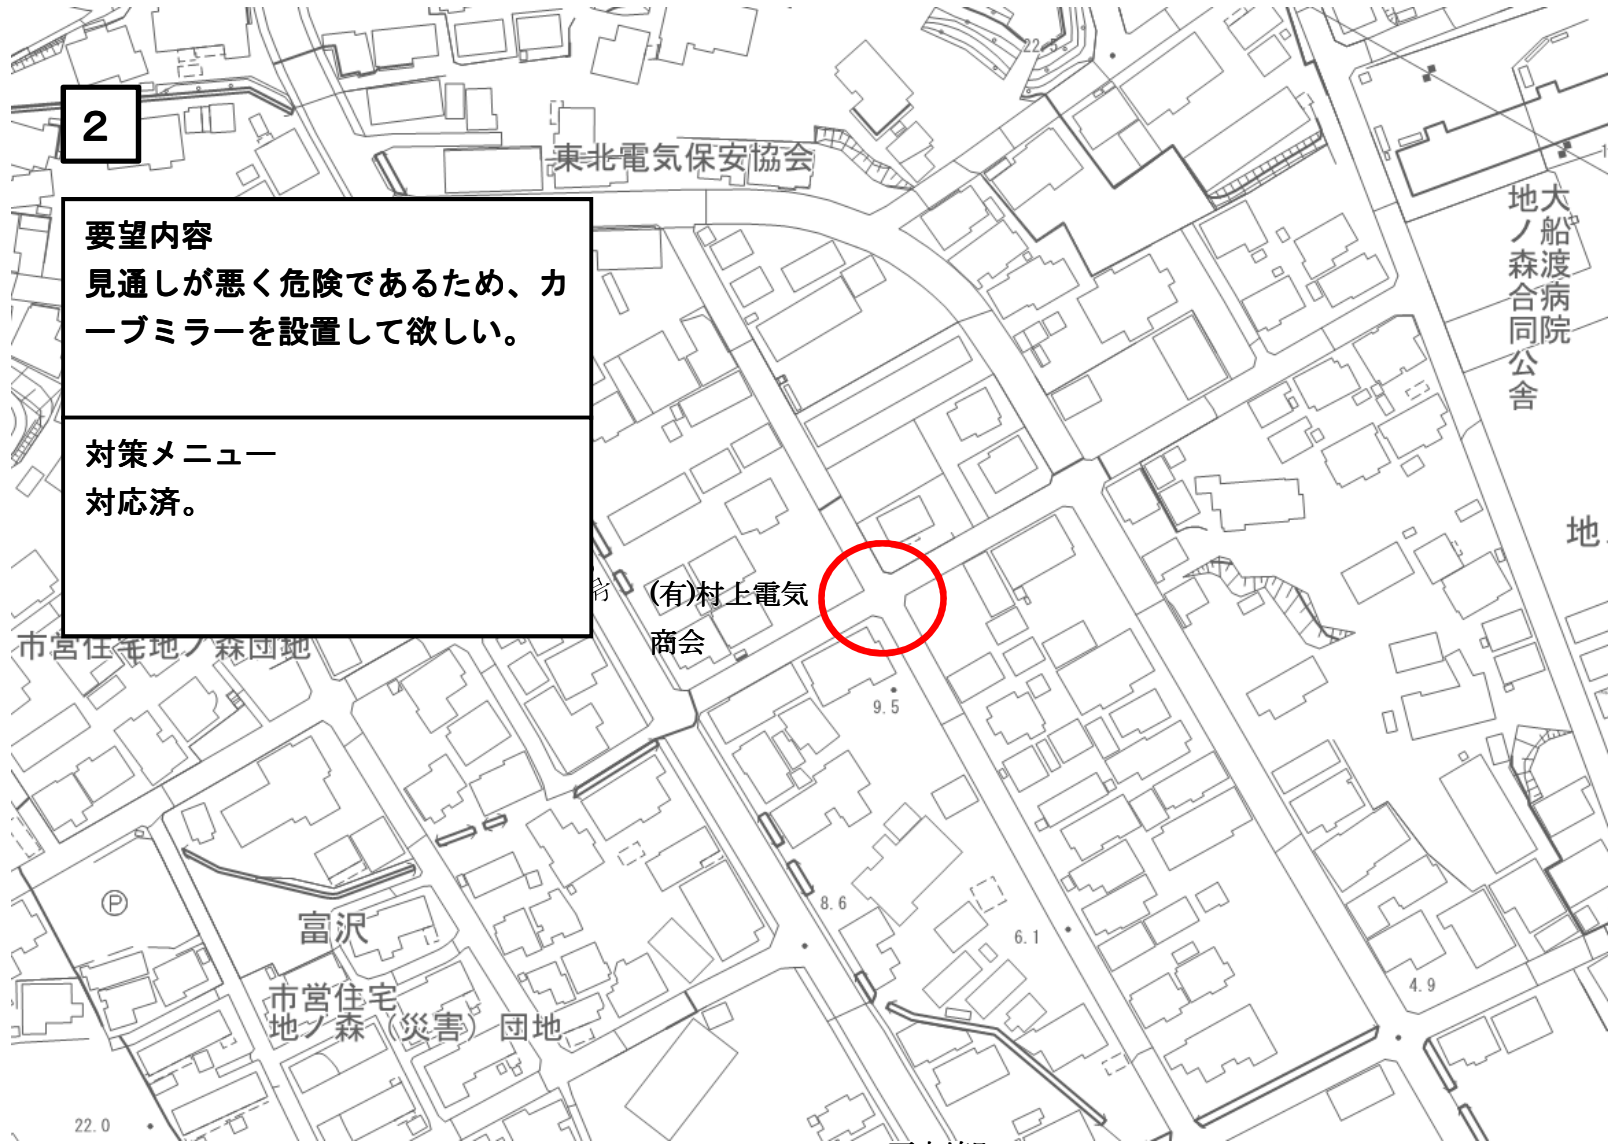 ２
要望内容
見通しが悪く危険であるため、カ
ーブミラーを設置して欲しい。
対策メニュー
対応済。
22.5
東北電気保安協会
大船渡病院
地ノ森合同公舎
地
号
(有)村上電気
商会
市営住宅地ノ森団地
9.5
8.6
6.1
4.9
P
富沢
市営住宅
地ノ森（災害）団地
22.0